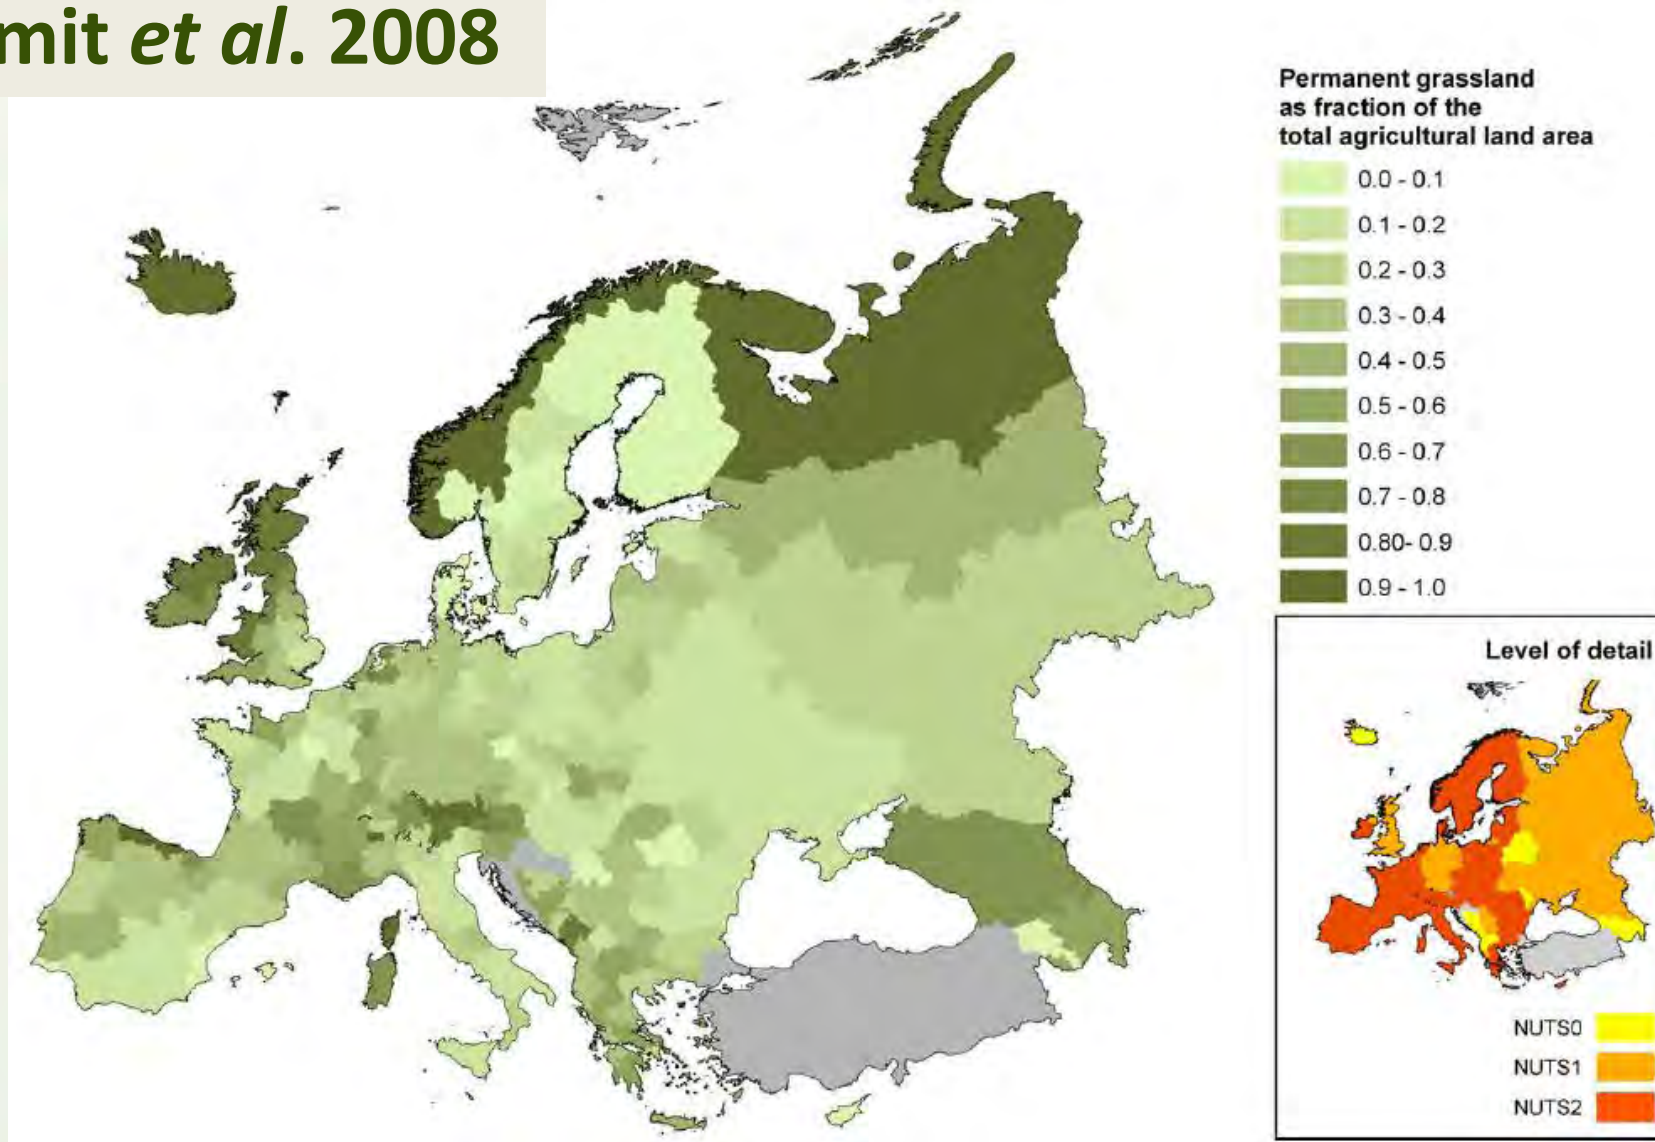 mit et al. 2008
Permanent grassland
as fraction of the
total agricultural land area
0.0 - 0.1
0.1 - 0.2
0.2 - 0.3
0.3 - 0.4
0.4 - 0.5
0.5 - 0.6
0.6 - 0.7
0.7 - 0.8
0.80- 0.9
0.9 - 1.0
Level of detail
NUTS0
NUTS1
NUTS2